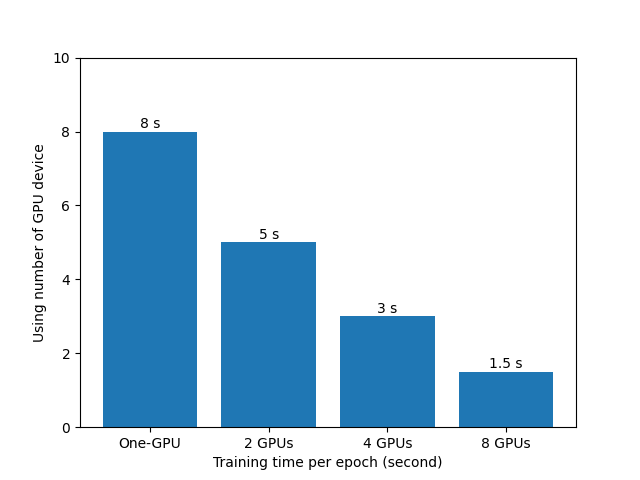 10
8
6
4
2
0
Using number of GPU device
8 s
5 s
3 s
1.5 s
One-GPU
2 GPUs
4 GPUs
8 GPUs
Training time per epoch (second)